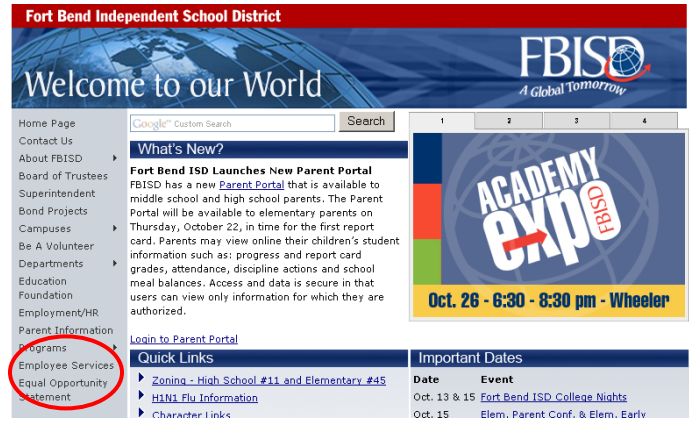 Fort Bend Independent School District
Welcome to our World
FBISD
A Global Tomorrow
Home Page
Contact Us
About FBISD
Board of Trustees
Superintendent
Bond Projects
Campuses
Be A Volunteer
Departments
Education
Foundation
Employment/HR
Parent Information
Programs
Employee Services
Equal Opportunity
Statement
Google™ Custom Search
Search
What's New?
Fort Bend ISD Launches New Parent Portal
FBISD has a new Parent Portal that is available to
middle school and high school parents. The Parent
Portal will be available to elementary parents on
Thursday, October 22, in time for the first report
card. Parents may view online their children's student
information such as: progress and report card
grades, attendance, discipline actions and school
meal balances. Access and data is secure in that
users can view only information for which they are
authorized.
Login to Parent Portal
Quick Links
Zoning - High School #11 and Elementary #45
H1N1 Flu Information
Character Links
1 2 3 4
ACADEMY
expo
FBISD
Oct. 26 - 6:30 - 8:30 pm - Wheeler
Important Dates
Date Event
Oct. 13 & 15 Fort Bend ISD College Nights
Oct. 15 Elem. Parent Conf. & Elem. Early